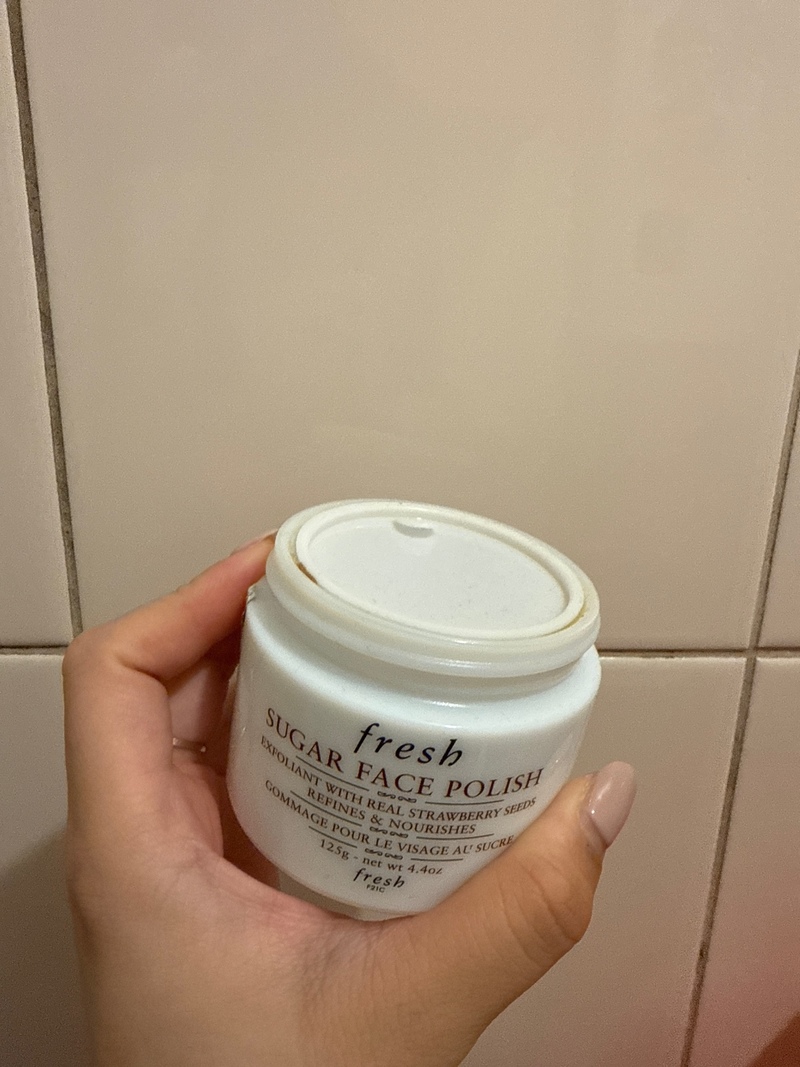 fresh
SUGAR FACE POLISH
EXFOLIANT WITH REAL STRAWBERRY SEEDS
REFINES & NOURISHES
GOMMAGE POUR LE VISAGE AU SUCRE
125g - net wt 4.4oz
fresh
F21C